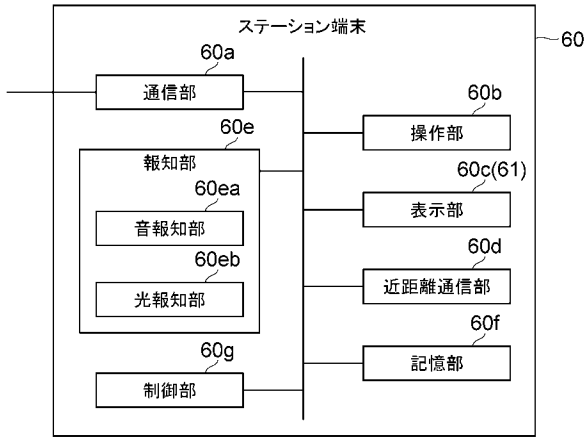 ステーション端末
60
60a
通信部
60e
報知部
60ea
音報知部
60eb
光報知部
60g
制御部
60b
操作部
60c(61)
表示部
60d
近距離通信部
60f
記憶部